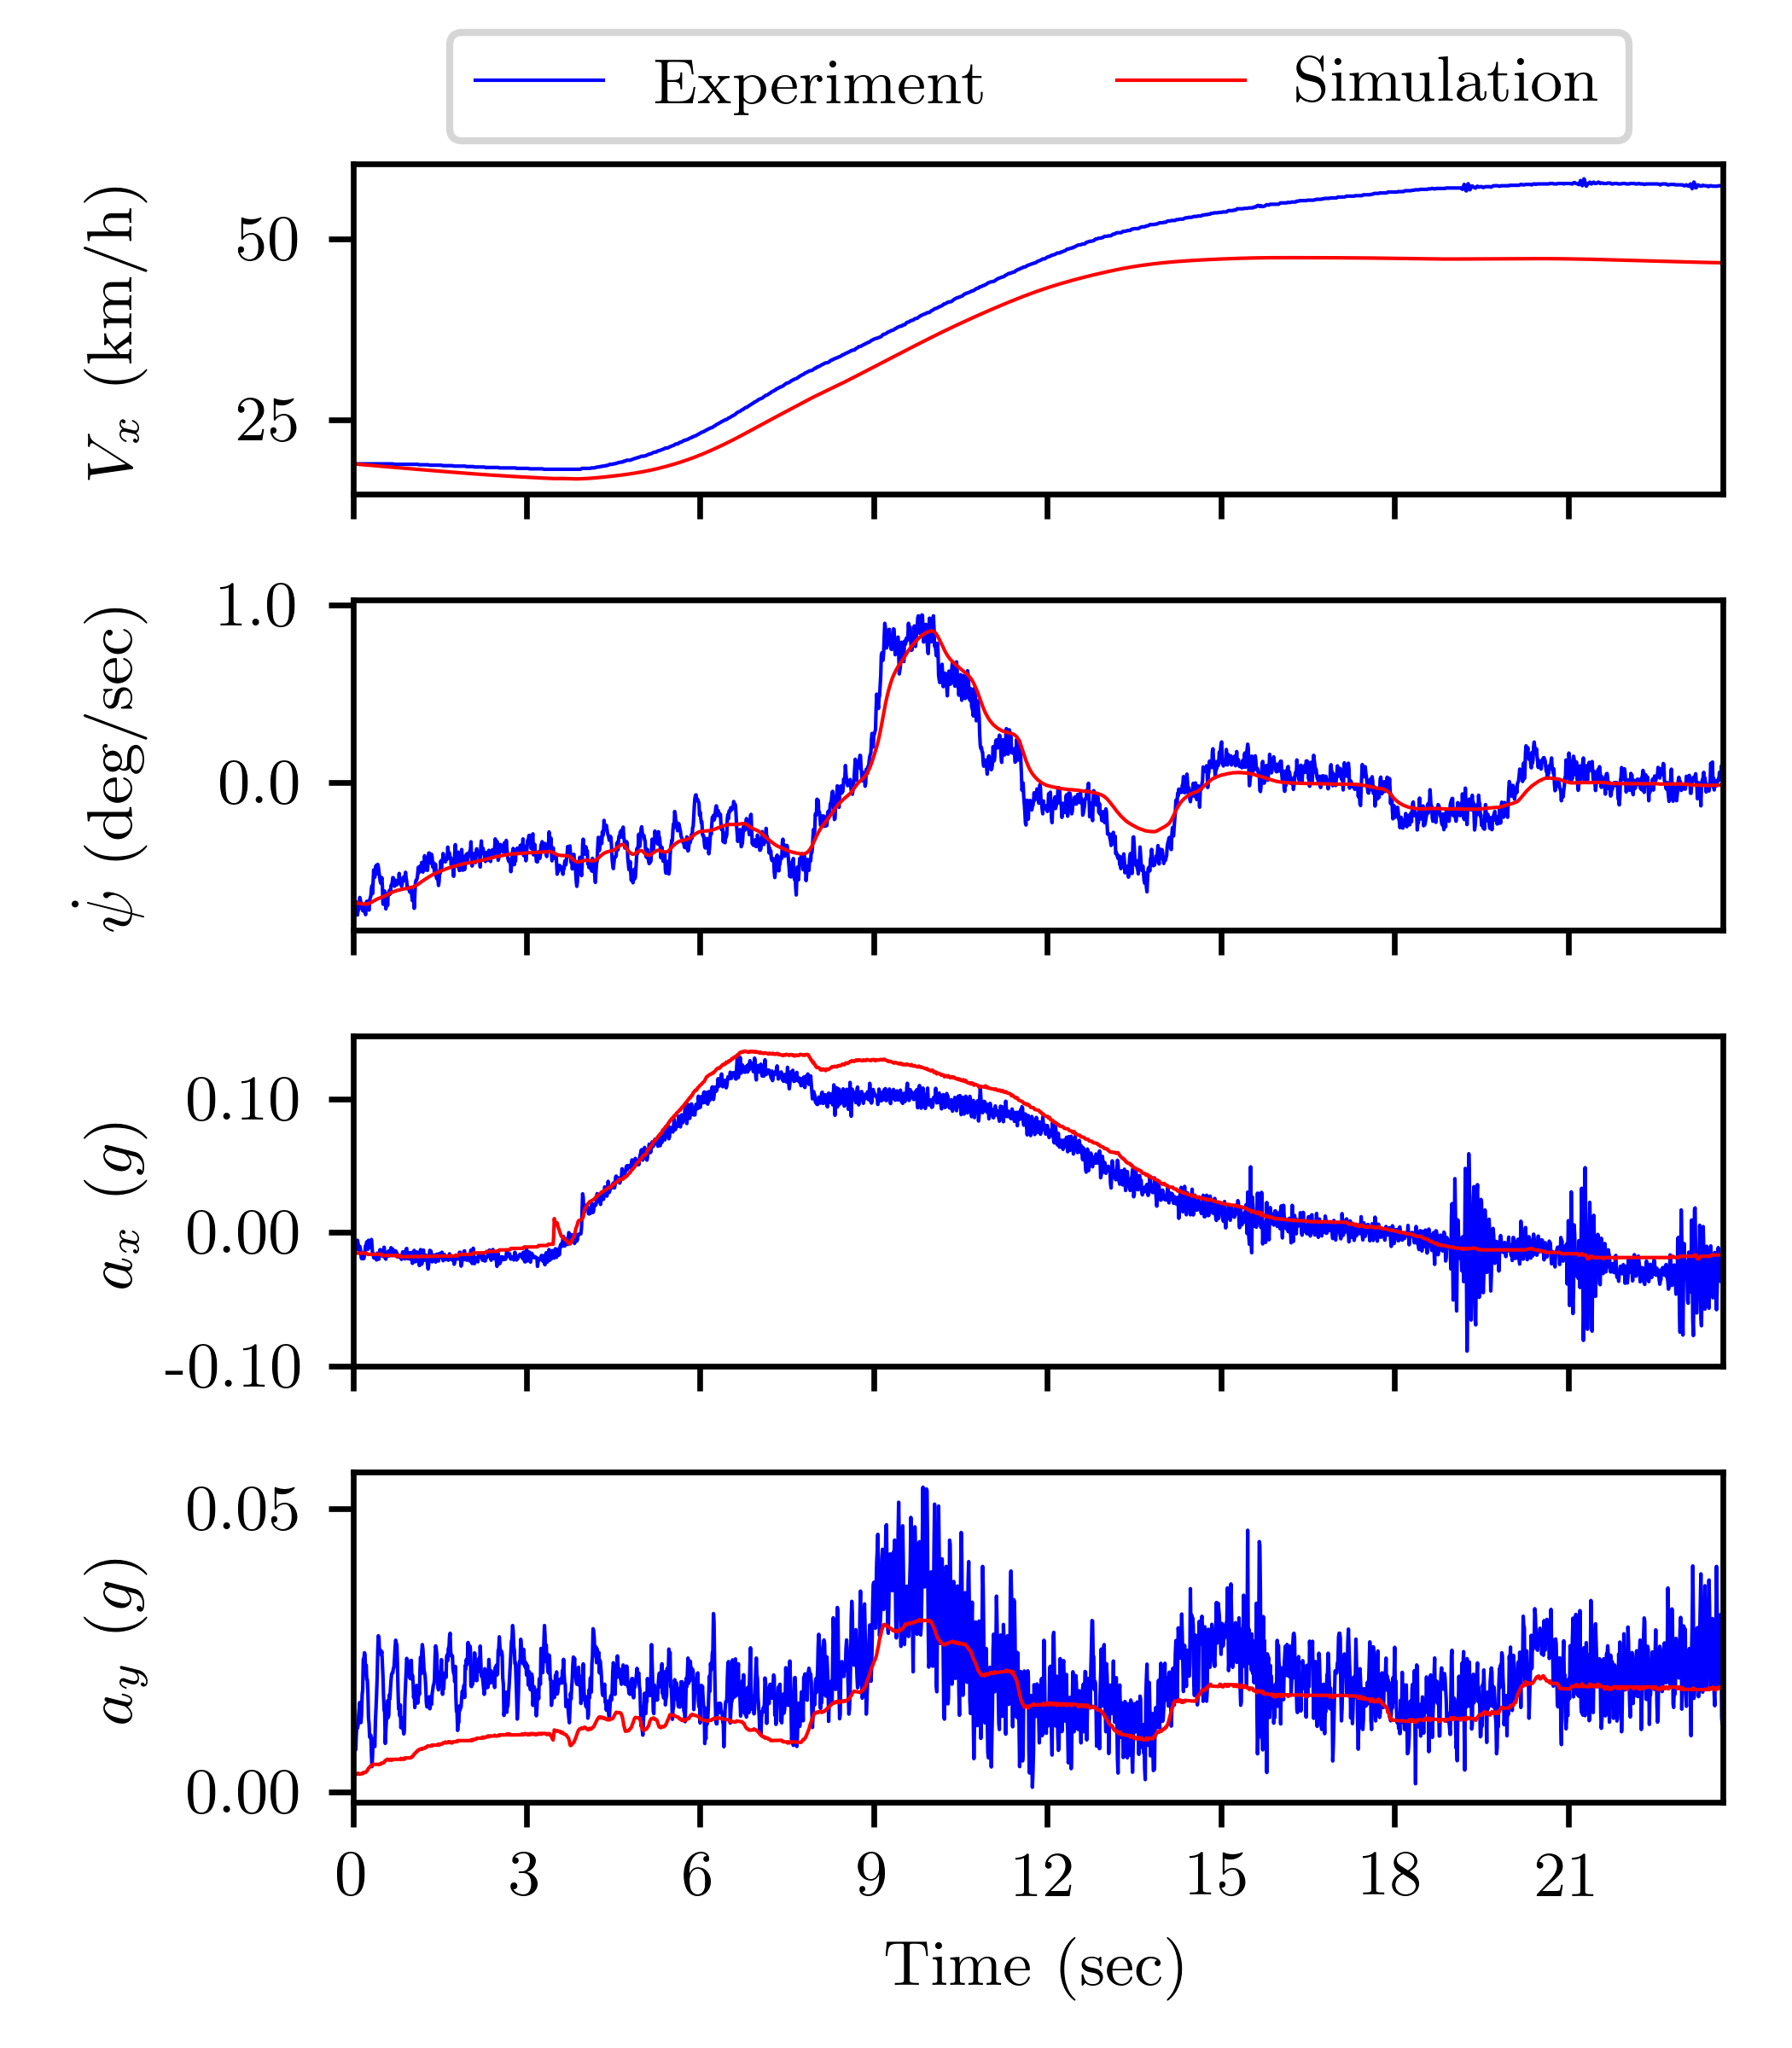 Experiment Simulation
V_x (km/h)
50
25
ψ̇ (deg/sec)
1.0
0.0
a_x (g)
0.10
0.00
-0.10
a_y (g)
0.05
0.00
0 3 6 9 12 15 18 21
Time (sec)